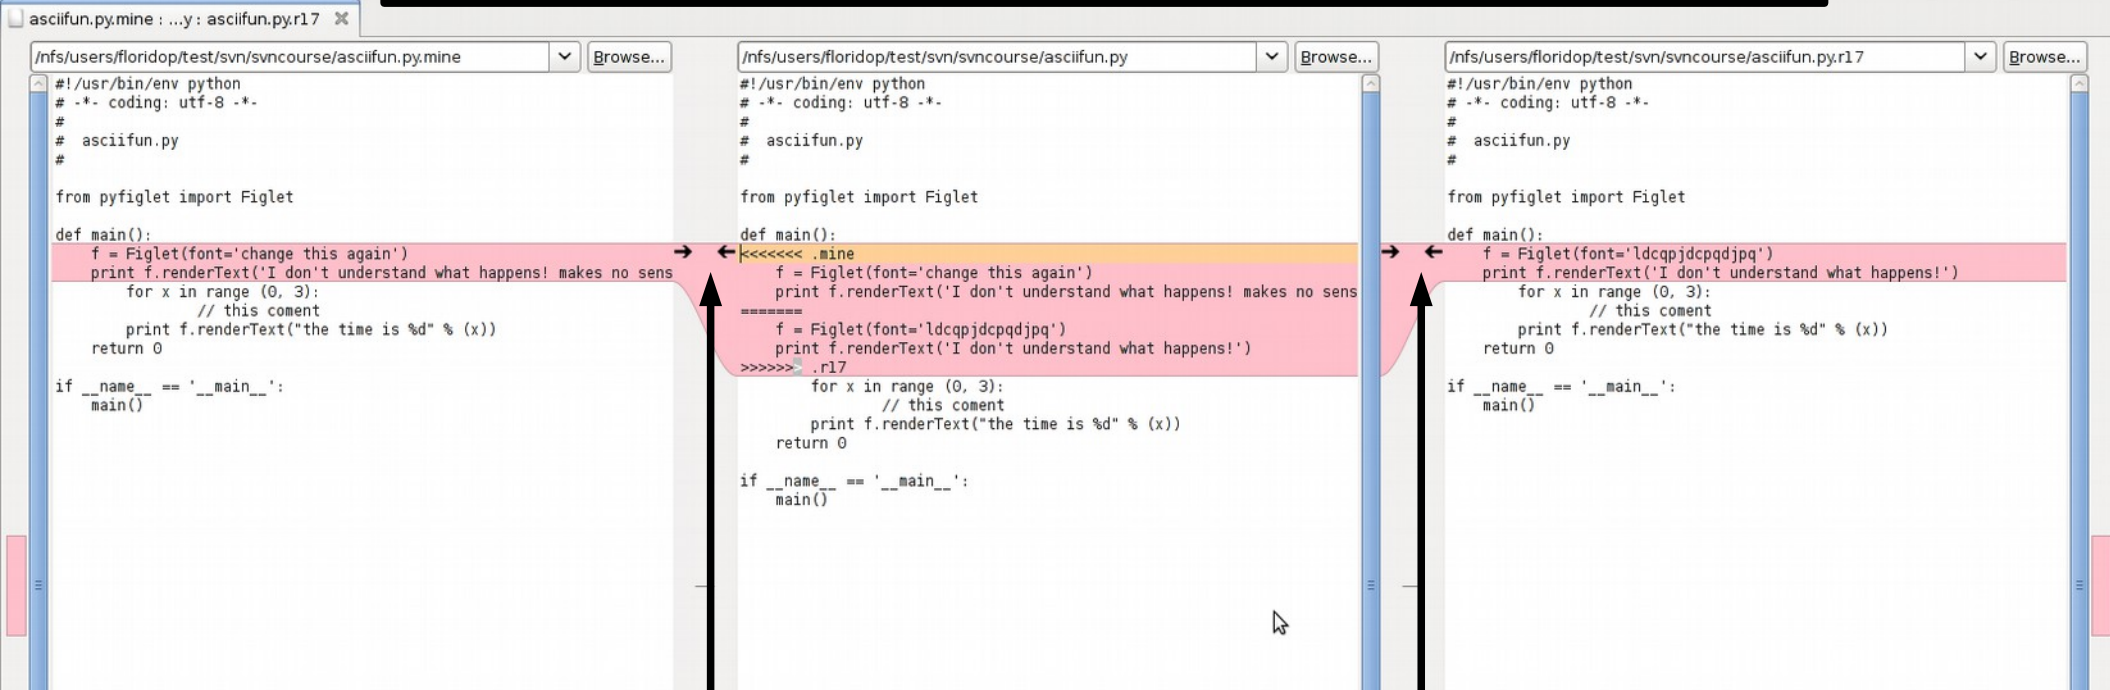 asciifun.py.mine : ...y : asciifun.py.r17
/nfs/users/floridop/test/svn/svncourse/asciifun.py.mine
Browse...
#!/usr/bin/env python
# -*- coding: utf-8 -*-
#
#  asciifun.py
#
from pyfiglet import Figlet
def main():
    f = Figlet(font='change this again')
    print f.renderText('I don't understand what happens! makes no sens
        for x in range (0, 3):
                // this coment
        print f.renderText("the time is %d" % (x))
    return 0
if __name__ == '__main__':
    main()
/nfs/users/floridop/test/svn/svncourse/asciifun.py
Browse...
#!/usr/bin/env python
# -*- coding: utf-8 -*-
#
#  asciifun.py
#
from pyfiglet import Figlet
def main():
<<<<<<< .mine
    f = Figlet(font='change this again')
    print f.renderText('I don't understand what happens! makes no sens
=======
    f = Figlet(font='ldcqpjdcpqdjpq')
    print f.renderText('I don't understand what happens!')
>>>>>>> .r17
        for x in range (0, 3):
                // this coment
        print f.renderText("the time is %d" % (x))
    return 0
if __name__ == '__main__':
    main()
/nfs/users/floridop/test/svn/svncourse/asciifun.py.r17
Browse...
#!/usr/bin/env python
# -*- coding: utf-8 -*-
#
#  asciifun.py
#
from pyfiglet import Figlet
def main():
    f = Figlet(font='ldcqpjdcpqdjpq')
    print f.renderText('I don't understand what happens!')
        for x in range (0, 3):
                // this coment
        print f.renderText("the time is %d" % (x))
    return 0
if __name__ == '__main__':
    main()